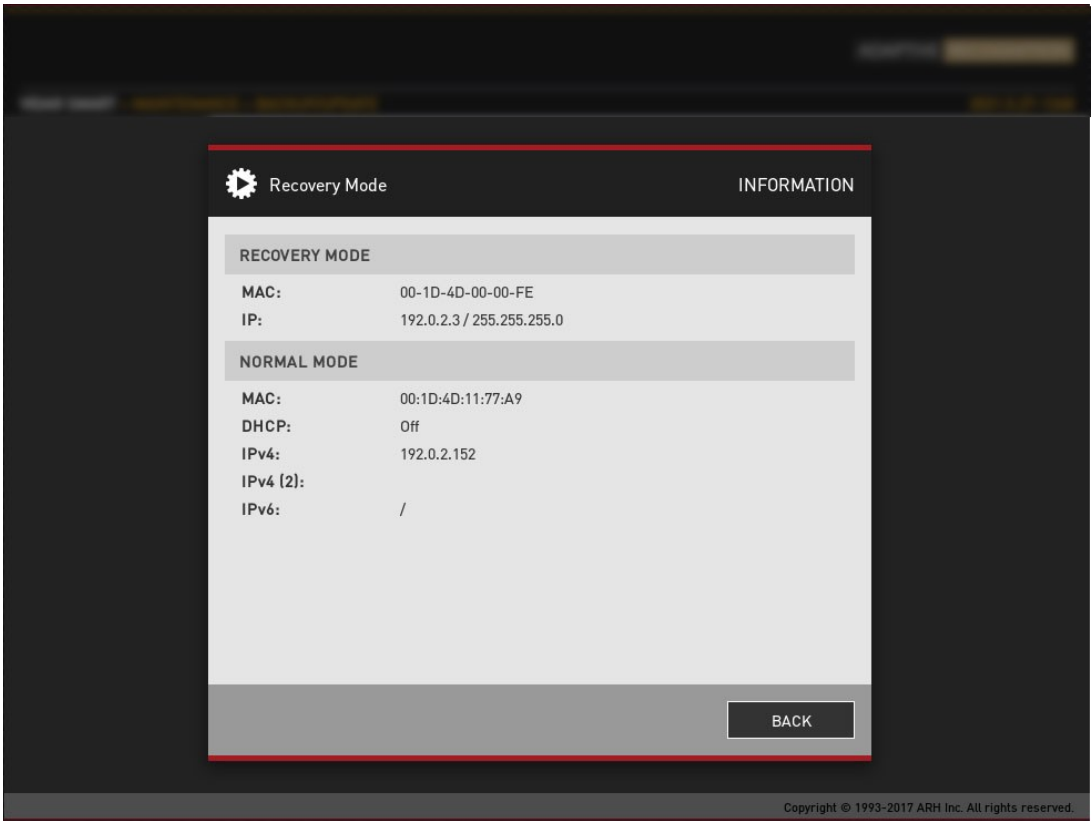 Recovery Mode INFORMATION
RECOVERY MODE
MAC: 00-1D-4D-00-00-FE
IP: 192.0.2.3 / 255.255.255.0
NORMAL MODE
MAC: 00:1D:4D:11:77:A9
DHCP: Off
IPv4: 192.0.2.152
IPv4 (2):
IPv6: /
BACK
Copyright © 1993-2017 ARH Inc. All rights reserved.